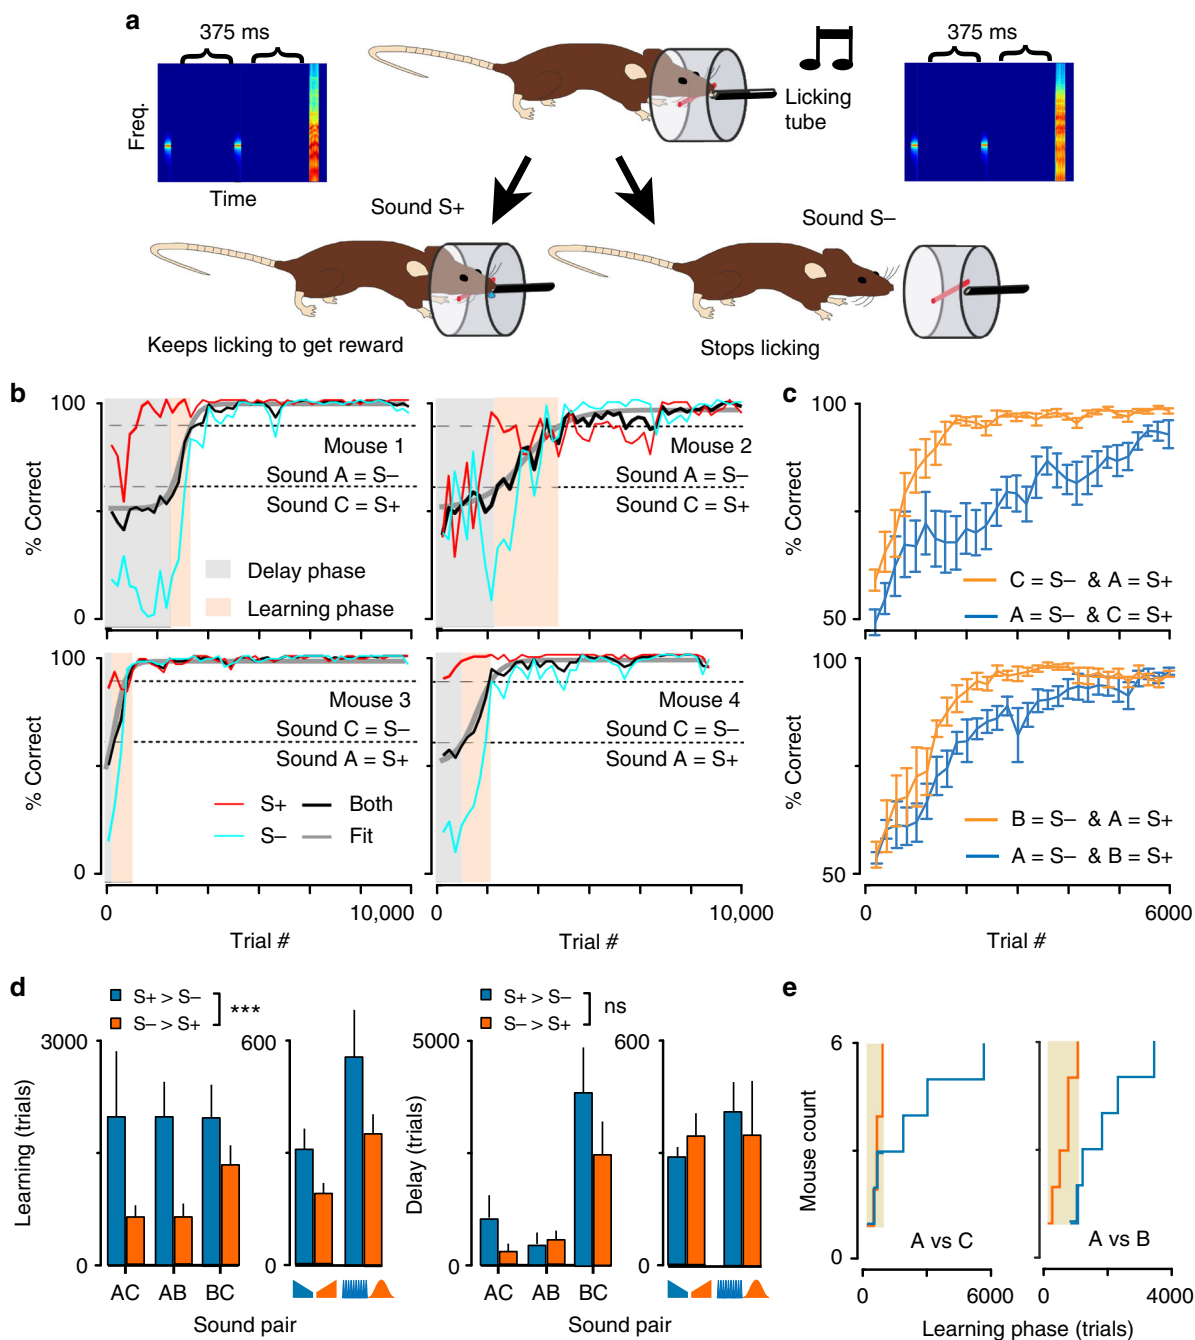 a
375 ms
Freq.
Time
Licking
tube
375 ms
Sound S+
Sound S–
Keeps licking to get reward
Stops licking
b
% Correct
100
0
Mouse 1
Sound A = S–
Sound C = S+
Delay phase
Learning phase
100
Mouse 2
Sound A = S–
Sound C = S+
0
% Correct
100
0
Mouse 3
Sound C = S–
Sound A = S+
S+
Both
S–
Fit
100
Mouse 4
Sound C = S–
Sound A = S+
0
0
10,000
Trial #
0
10,000
Trial #
c
% Correct
100
50
C = S– & A = S+
A = S– & C = S+
% Correct
100
50
B = S– & A = S+
A = S– & B = S+
0
6000
Trial #
d
S+ > S–
S– > S+
***
Learning (trials)
3000
0
AC
AB
BC
600
0
Sound pair
S+ > S–
S– > S+
ns
Delay (trials)
5000
0
AC
AB
BC
600
0
Sound pair
e
Mouse count
6
3
0
A vs C
6000
A vs B
0
4000
Learning phase (trials)